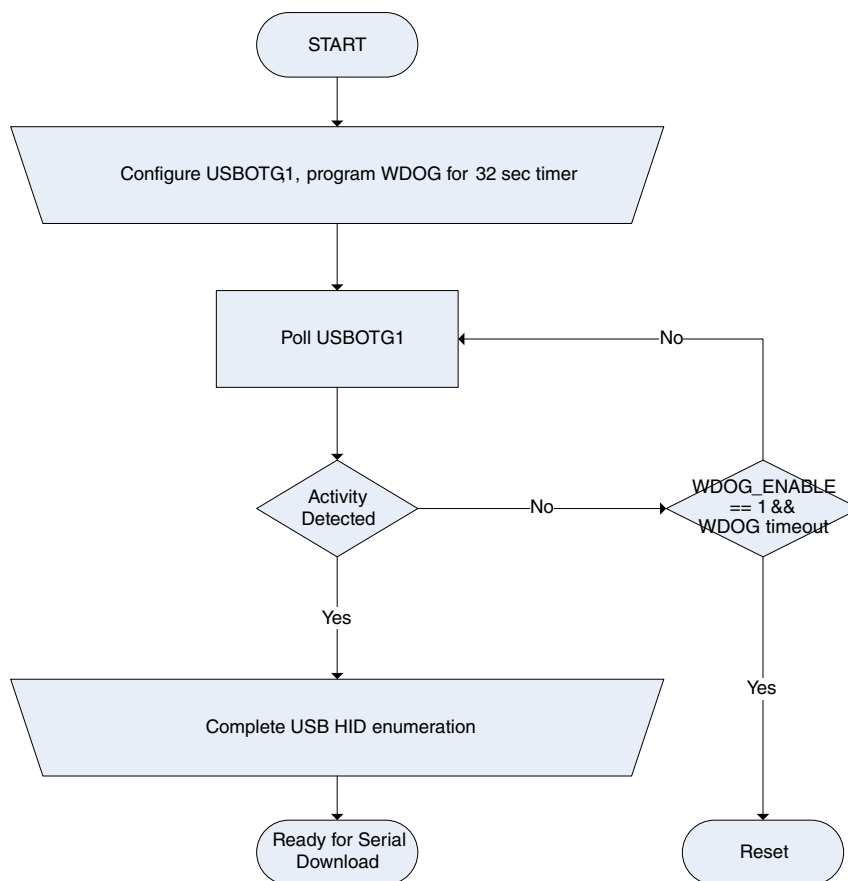 START
Configure USBOTG1, program WDOG for 32 sec timer
Poll USBOTG1
No
Activity
Detected
No
WDOG_ENABLE
== 1 &&
WDOG timeout
Yes
Complete USB HID enumeration
Yes
Ready for Serial
Download
Reset